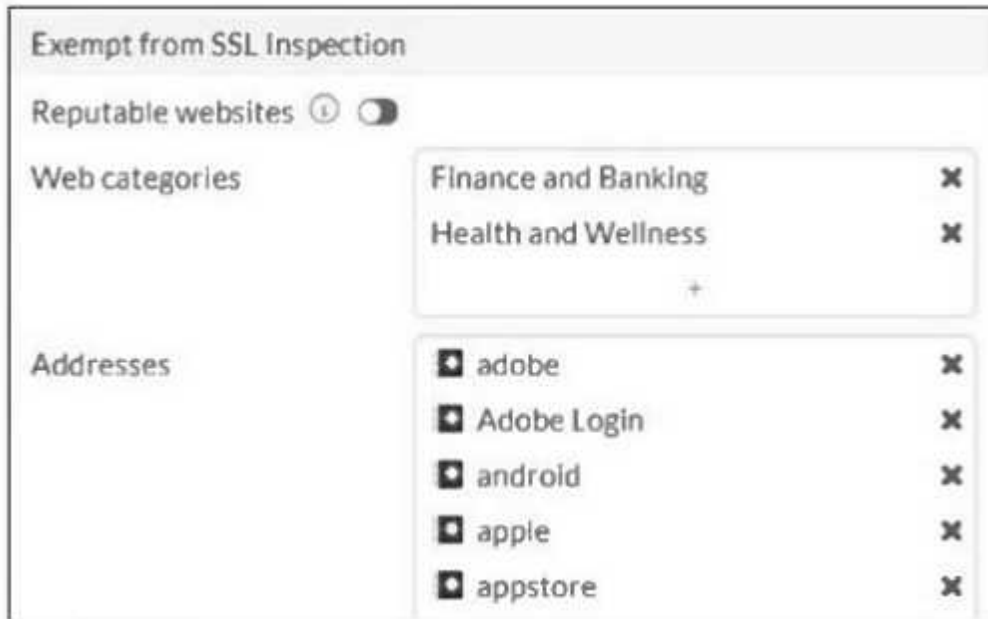 Exempt from SSL Inspection
Reputable websites
Web categories
Finance and Banking
Health and Wellness
+
Addresses
adobe
Adobe Login
android
apple
appstore